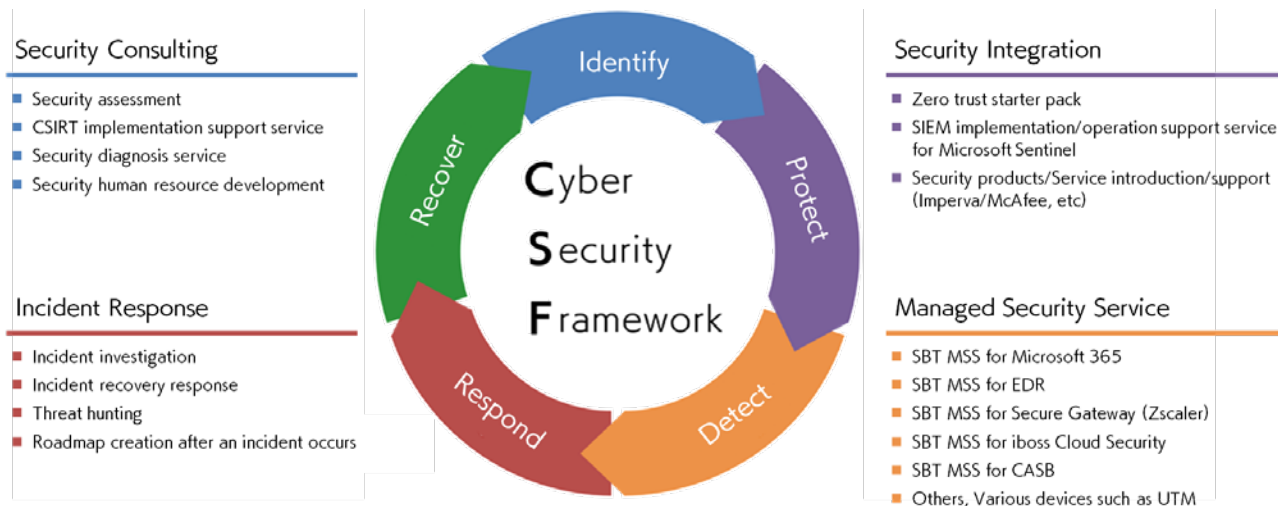 Security Consulting
Security assessment
CSIRT implementation support service
Security diagnosis service
Security human resource development
Incident Response
Incident investigation
Incident recovery response
Threat hunting
Roadmap creation after an incident occurs
Identify
Protect
Detect
Respond
Recover
Cyber
Security
Framework
Security Integration
Zero trust starter pack
SIEM implementation/operation support service
for Microsoft Sentinel
Security products/Service introduction/support
(Imperva/McAfee, etc)
Managed Security Service
SBT MSS for Microsoft 365
SBT MSS for EDR
SBT MSS for Secure Gateway (Zscaler)
SBT MSS for iboss Cloud Security
SBT MSS for CASB
Others, Various devices such as UTM